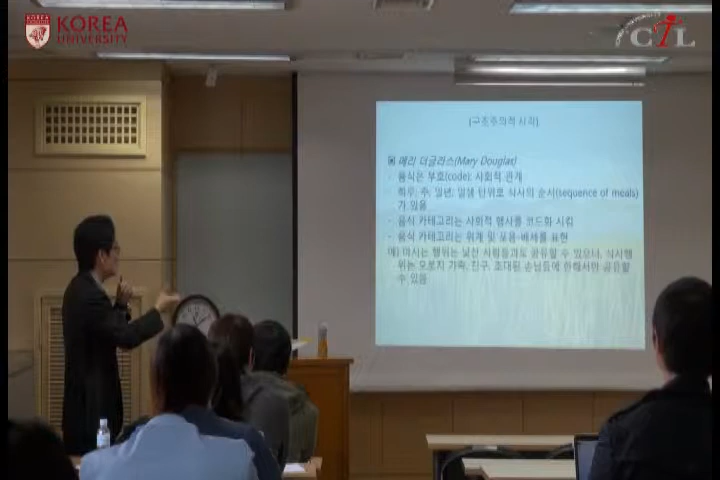 KOREA
UNIVERSITY
CTL
[구조주의적 시각]
메리 더글라스(Mary Douglas)
- 음식은 부호(code): 사회적 관계
- 하루, 주, 일년, 일생 단위로 식사의 순서(sequence of meals)
가 있음
- 음식 카테고리는 사회적 행사를 코드화 시킴
- 음식 카테고리는 위계 및 포용-배제를 표현
예) 마시는 행위는 낯선 사람들과도 공유할 수 있으나, 식사행
위는 오로지 가족, 친구, 초대된 손님들에 한해서만 공유할
수 있음